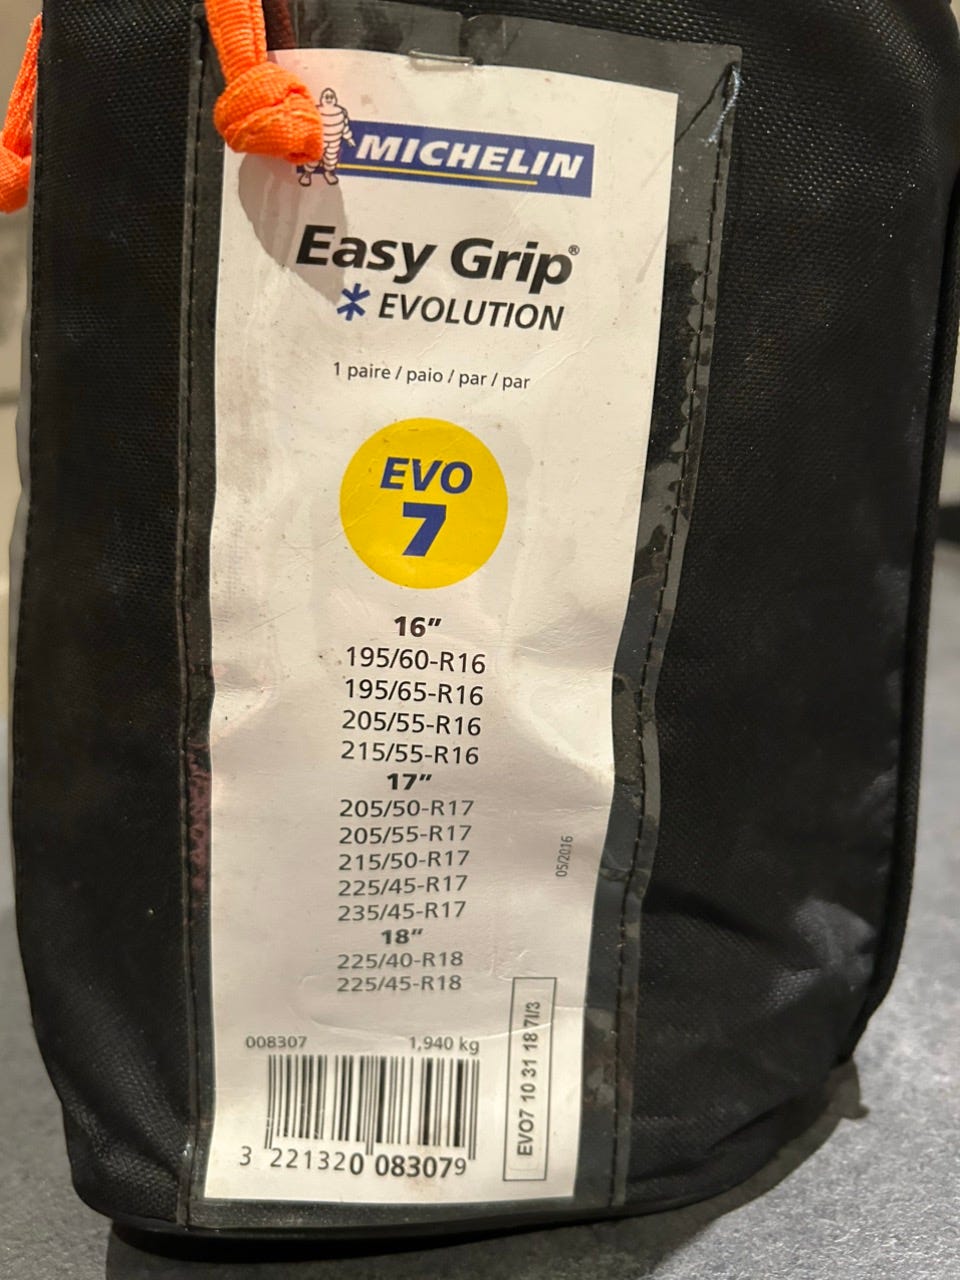 MICHELIN
Easy Grip®
* EVOLUTION
1 paire / paio / par / par
EVO
7
16”
195/60-R16
195/65-R16
205/55-R16
215/55-R16
17”
205/50-R17
205/55-R17
215/50-R17
225/45-R17
235/45-R17
18”
225/40-R18
225/45-R18
05/2016
008307 1,940 kg
EVO7 10 31 18 7I/3
3 221320 083079